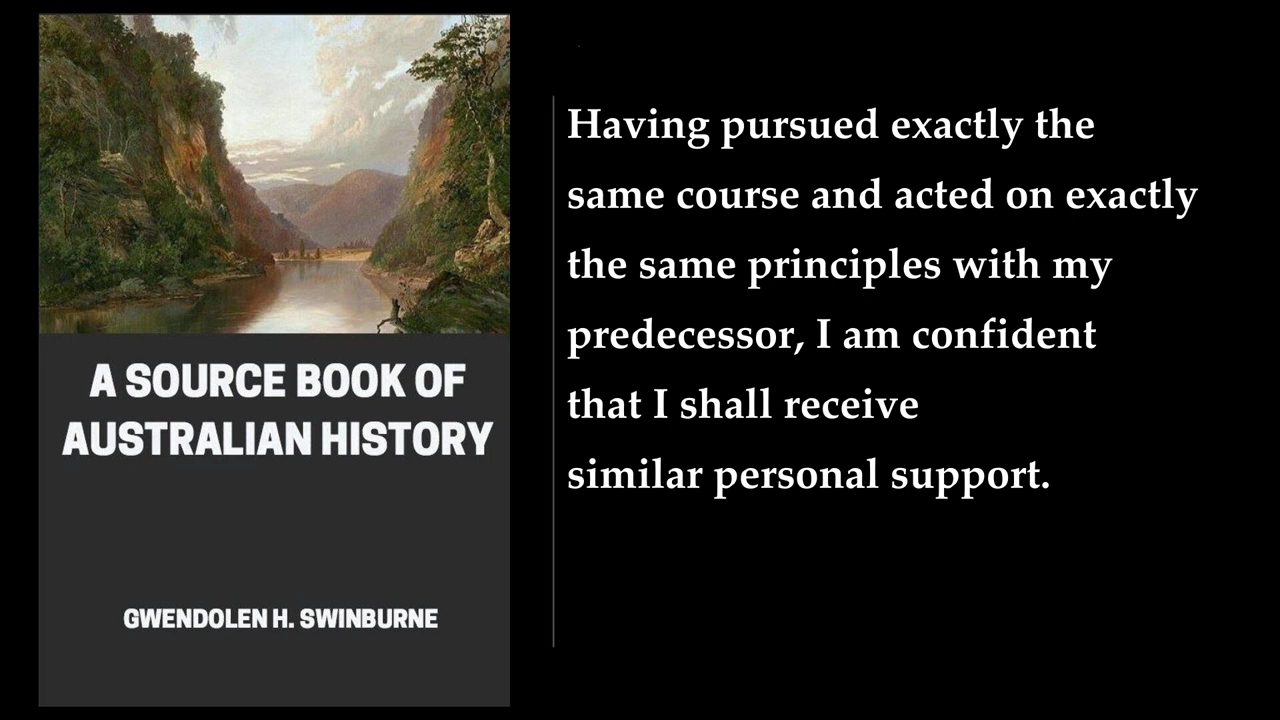 A SOURCE BOOK OF
AUSTRALIAN HISTORY
GWENDOLEN H. SWINBURNE
Having pursued exactly the
same course and acted on exactly
the same principles with my
predecessor, I am confident
that I shall receive
similar personal support.